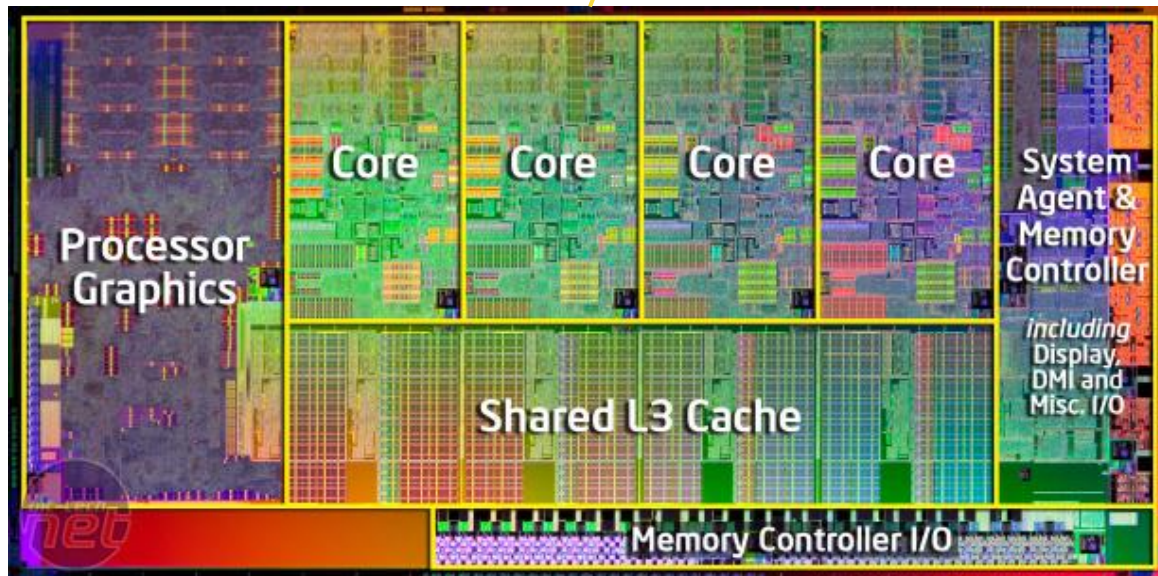 Processor
Graphics
Core
Core
Core
Core
System
Agent &
Memory
Controller
including
Display,
DMI and
Misc. I/O
Shared L3 Cache
Memory Controller I/O
net